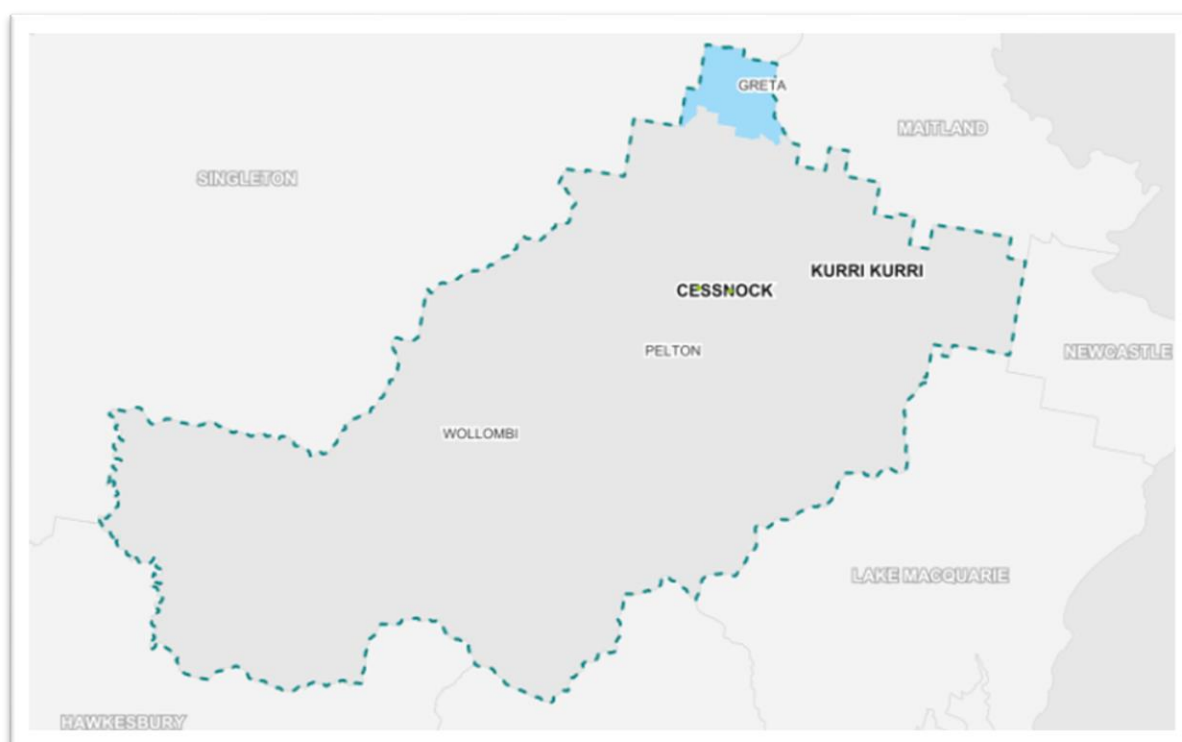 GRETA
MAITLAND
SINGLETON
KURRI KURRI
CESSNOCK
PELTON
NEWCASTLE
WOLLOMBI
LAKE MACQUARIE
HAWKESBURY